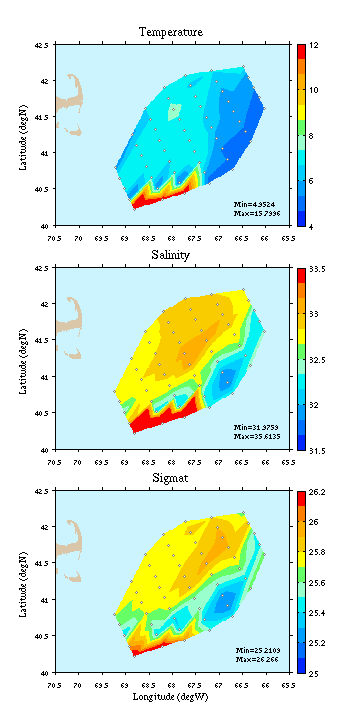 Temperature
42.5
42
41.5
41
40.5
40
Latitude (degN)
70.5 70 69.5 69 68.5 68 67.5 67 66.5 66 65.5
Min=4.9524
Max=15.7996
12
10
8
6
4
Salinity
42.5
42
41.5
41
40.5
40
Latitude (degN)
70.5 70 69.5 69 68.5 68 67.5 67 66.5 66 65.5
Min=31.9759
Max=35.6135
33.5
33
32.5
32
31.5
Sigmat
42.5
42
41.5
41
40.5
40
Latitude (degN)
70.5 70 69.5 69 68.5 68 67.5 67 66.5 66 65.5
Longitude (degW)
Min=25.2109
Max=26.266
26.2
26
25.8
25.6
25.4
25.2
25